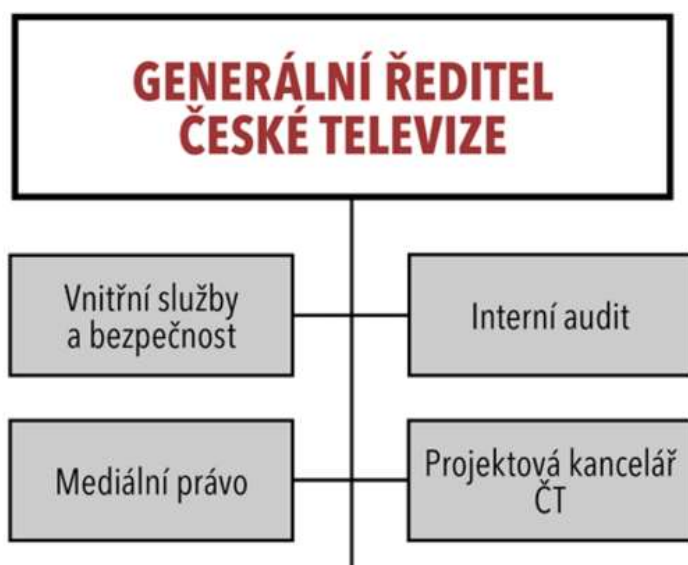 GENERÁLNÍ ŘEDITEL
ČESKÉ TELEVIZE
Vnitřní služby
a bezpečnost
Interní audit
Mediální právo
Projektová kancelář
ČT